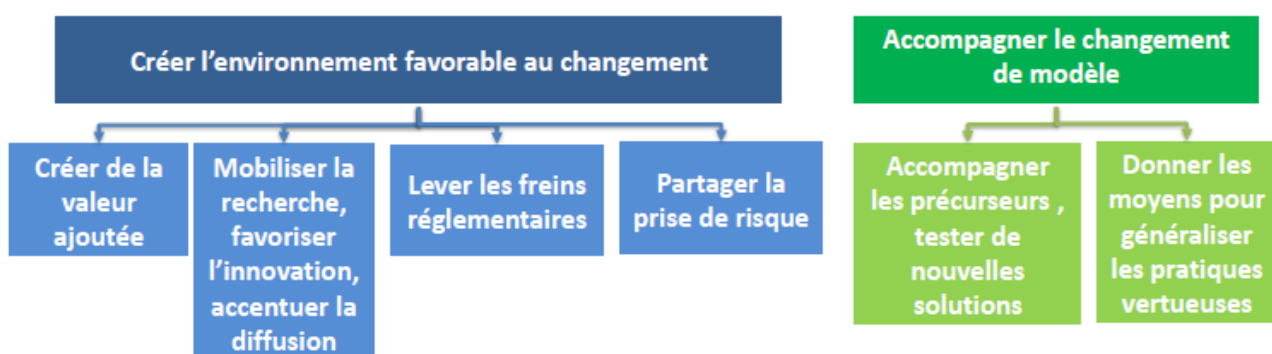 Créer l'environnement favorable au changement
Accompagner le changement
de modèle
Créer de la
valeur
ajoutée
Mobiliser la
recherche,
favoriser
l'innovation,
accentuer la
diffusion
Lever les freins
réglementaires
Partager la
prise de risque
Accompagner
les précurseurs ,
tester de
nouvelles
solutions
Donner les
moyens pour
généraliser
les pratiques
vertueuses